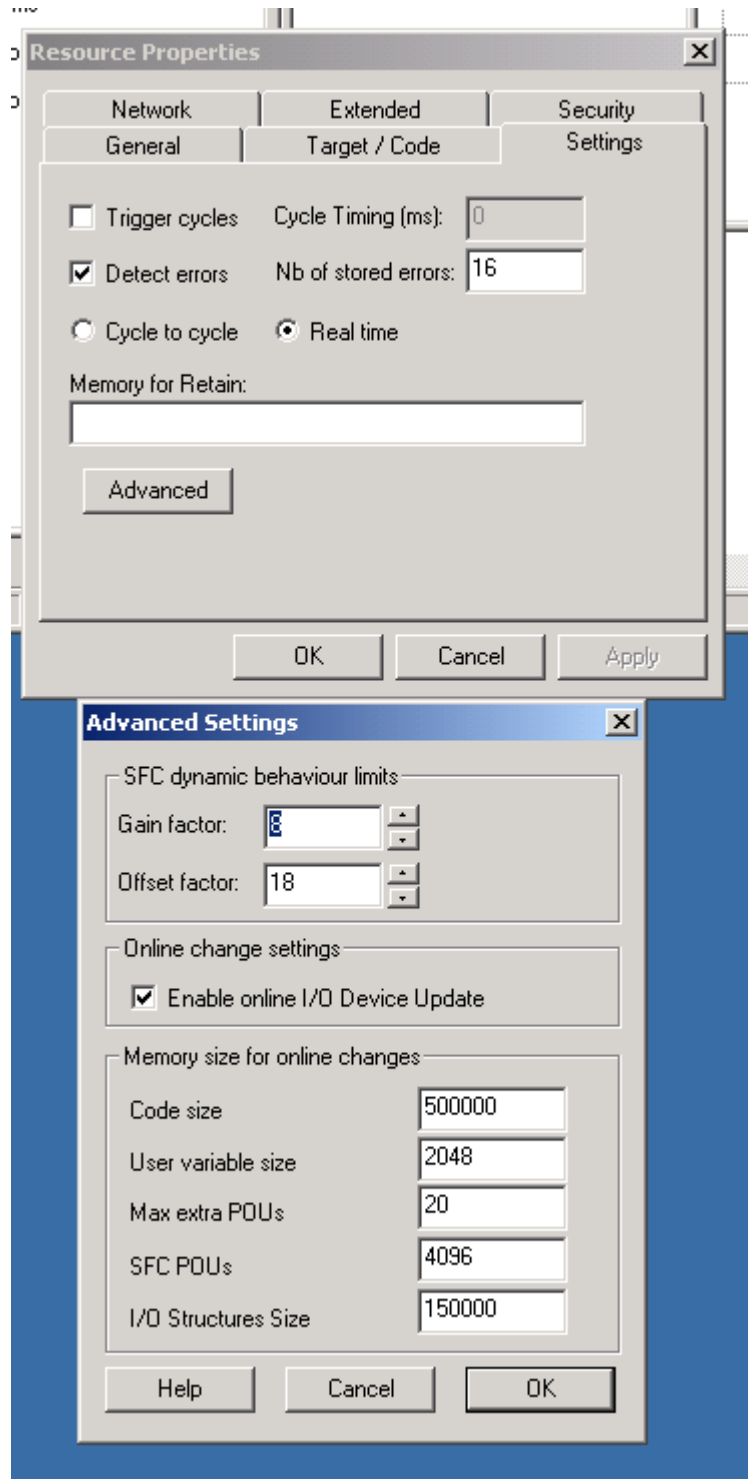 Resource Properties
Network Extended Security
General Target / Code Settings
Trigger cycles Cycle Timing (ms): 0
Detect errors Nb of stored errors: 16
Cycle to cycle Real time
Memory for Retain:
Advanced
OK Cancel Apply
Advanced Settings
SFC dynamic behaviour limits
Gain factor: 8
Offset factor: 18
Online change settings
Enable online I/O Device Update
Memory size for online changes
Code size 500000
User variable size 2048
Max extra POUs 20
SFC POUs 4096
I/O Structures Size 150000
Help Cancel OK